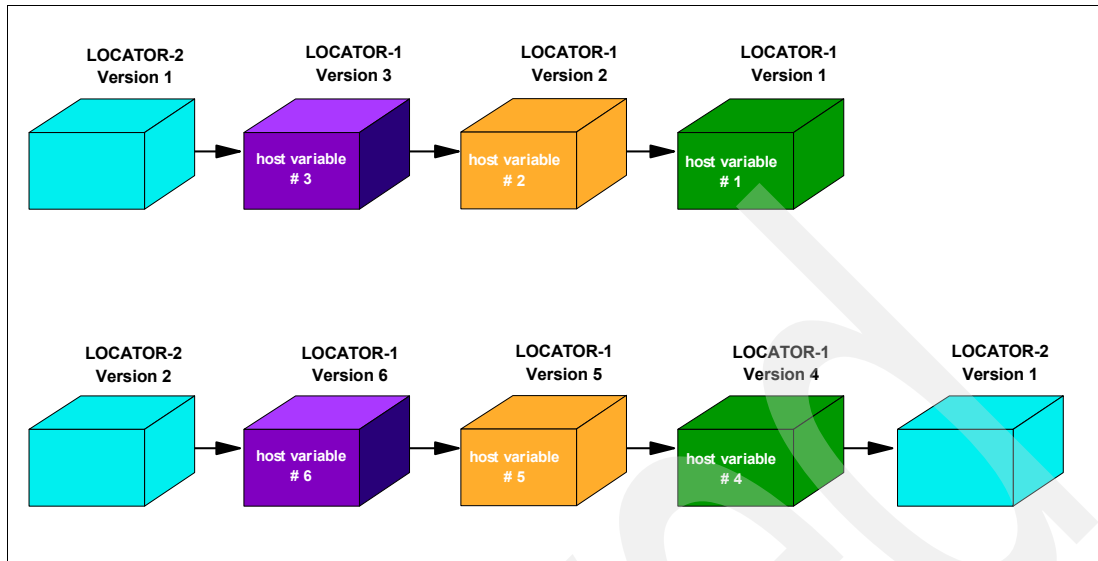 LOCATOR-2
Version 1
LOCATOR-1
Version 3
LOCATOR-1
Version 2
LOCATOR-1
Version 1
host variable
# 3
host variable
# 2
host variable
# 1
LOCATOR-2
Version 2
LOCATOR-1
Version 6
LOCATOR-1
Version 5
LOCATOR-1
Version 4
LOCATOR-2
Version 1
host variable
# 6
host variable
# 5
host variable
# 4